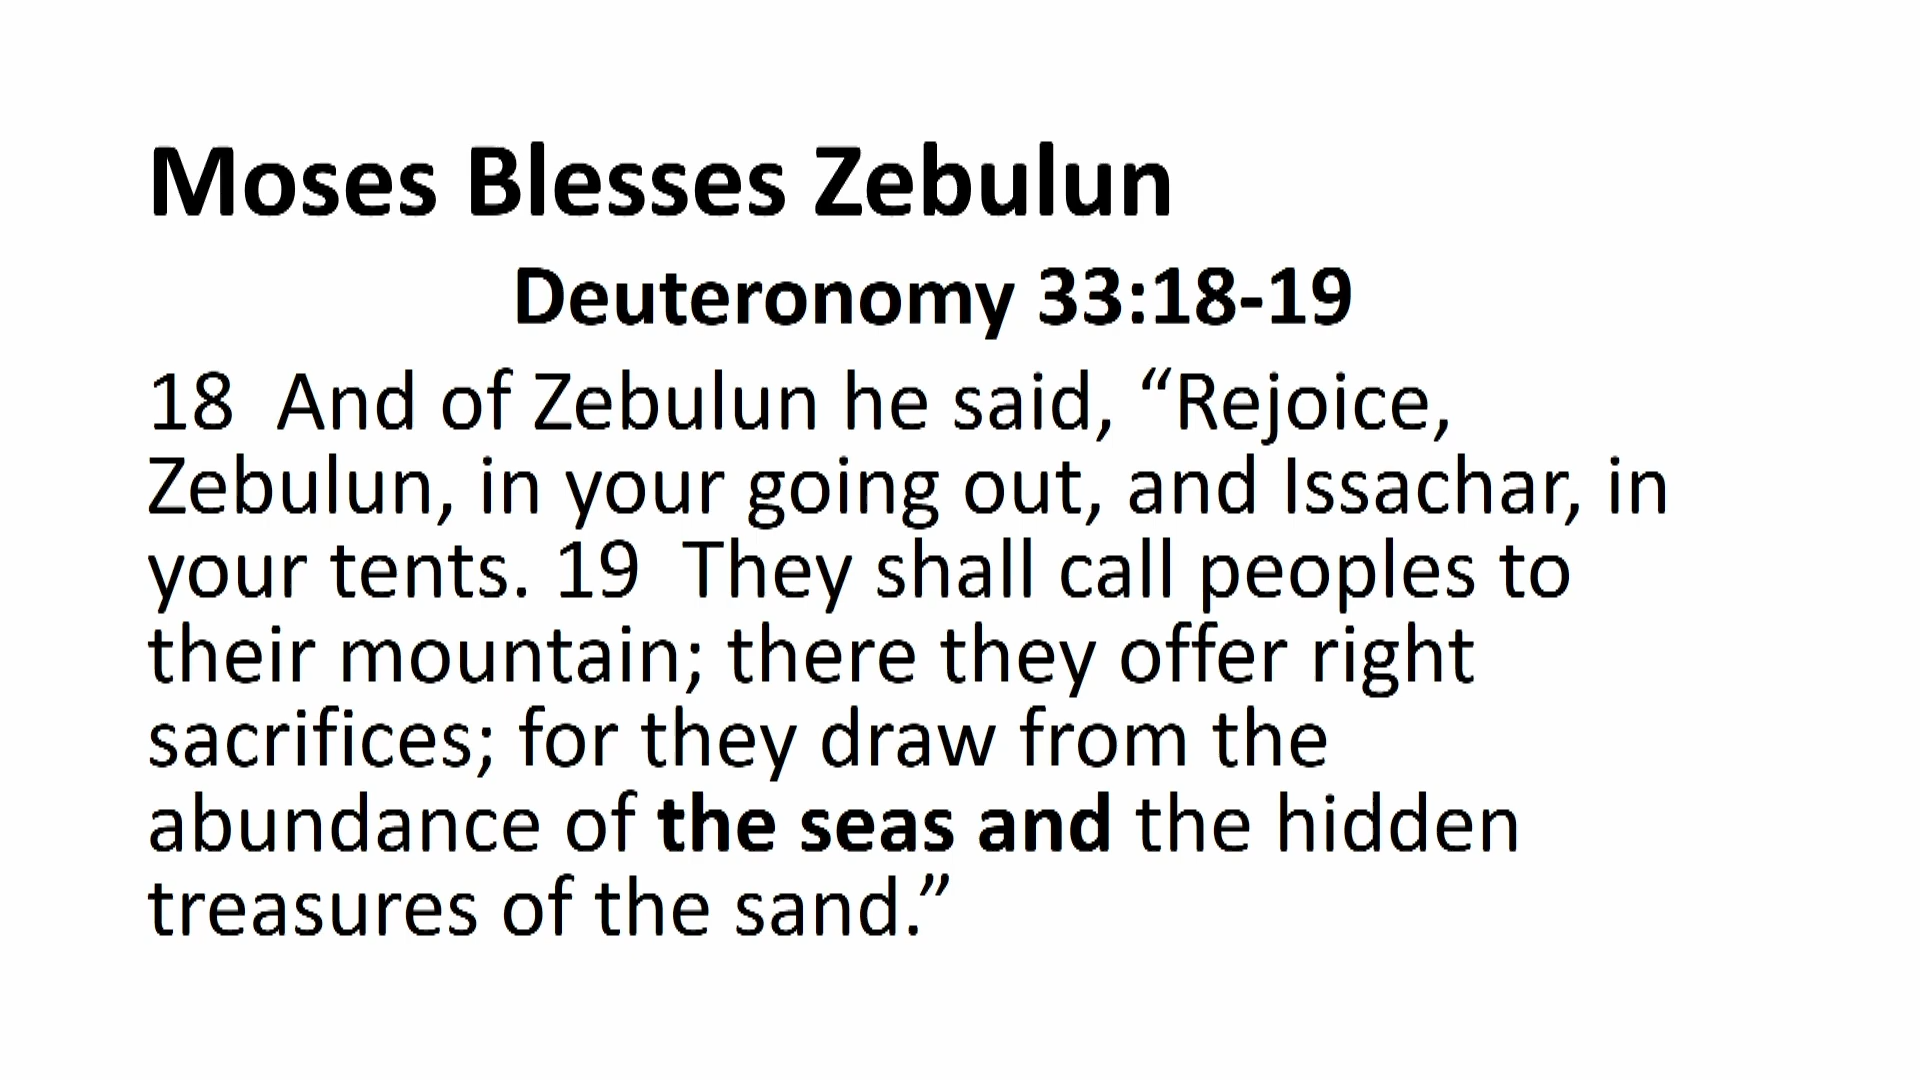 Moses Blesses Zebulun
Deuteronomy 33:18-19
18  And of Zebulun he said, “Rejoice,
Zebulun, in your going out, and Issachar, in
your tents. 19  They shall call peoples to
their mountain; there they offer right
sacrifices; for they draw from the
abundance of the seas and the hidden
treasures of the sand.”